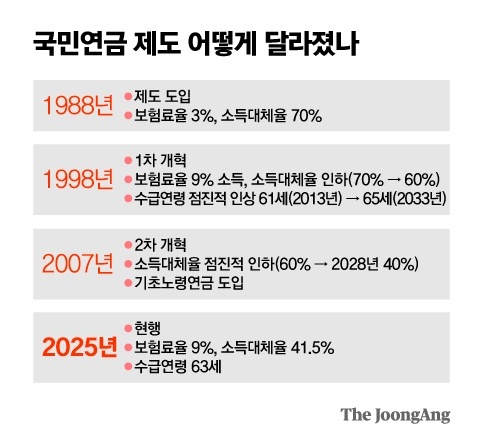 국민연금 제도 어떻게 달라졌나
1988년
●제도 도입
●보험료율 3%, 소득대체율 70%
1998년
●1차 개혁
●보험료율 9% 소득, 소득대체율 인하(70% → 60%)
●수급연령 점진적 인상 61세(2013년) → 65세(2033년)
2007년
●2차 개혁
●소득대체율 점진적 인하(60% → 2028년 40%)
●기초노령연금 도입
2025년
●현행
●보험료율 9%, 소득대체율 41.5%
●수급연령 63세
The JoongAng